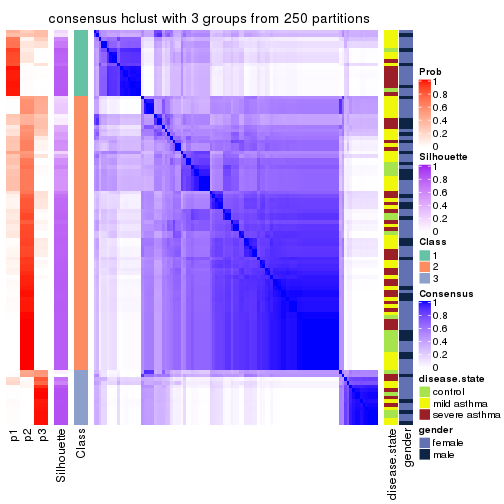 consensus hclust with 3 groups from 250 partitions
Prob
1
0.8
0.6
0.4
0.2
0
Silhouette
1
0.8
0.6
0.4
0.2
0
Class
1
2
3
Consensus
1
0.8
0.6
0.4
0.2
0
disease.state
control
mild asthma
severe asthma
gender
female
male
p1
p2
p3
Silhouette
Class
disease.state
gender